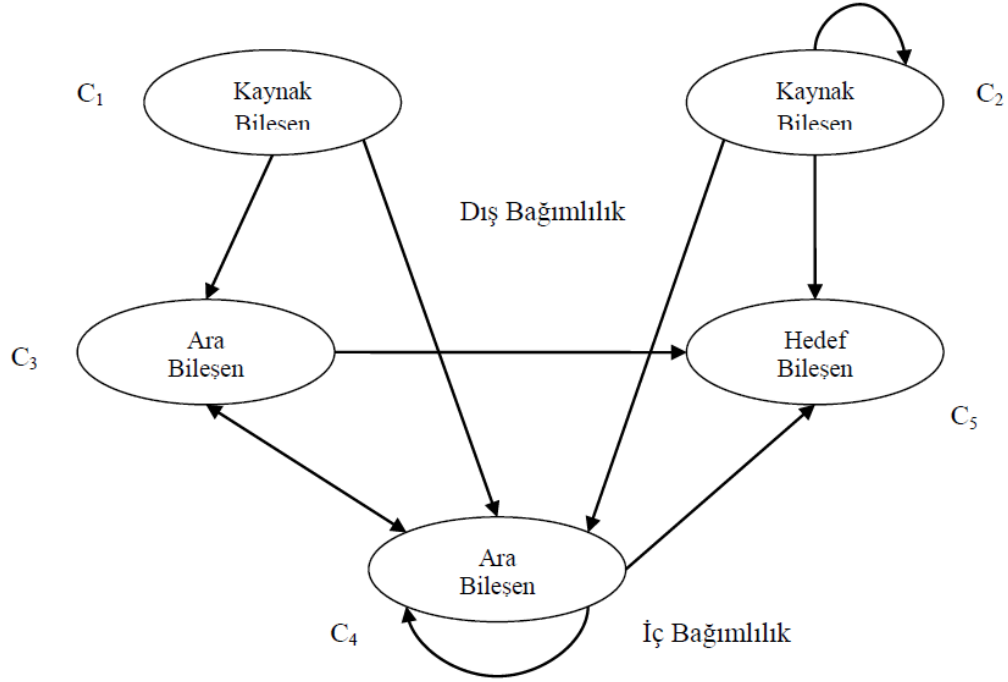 C₁
Kaynak
Bileşen
Kaynak
Bileşen
C₂
Dış Bağımlılık
C₃
Ara
Bileşen
Hedef
Bileşen
C₅
Ara
Bileşen
C₄
İç Bağımlılık